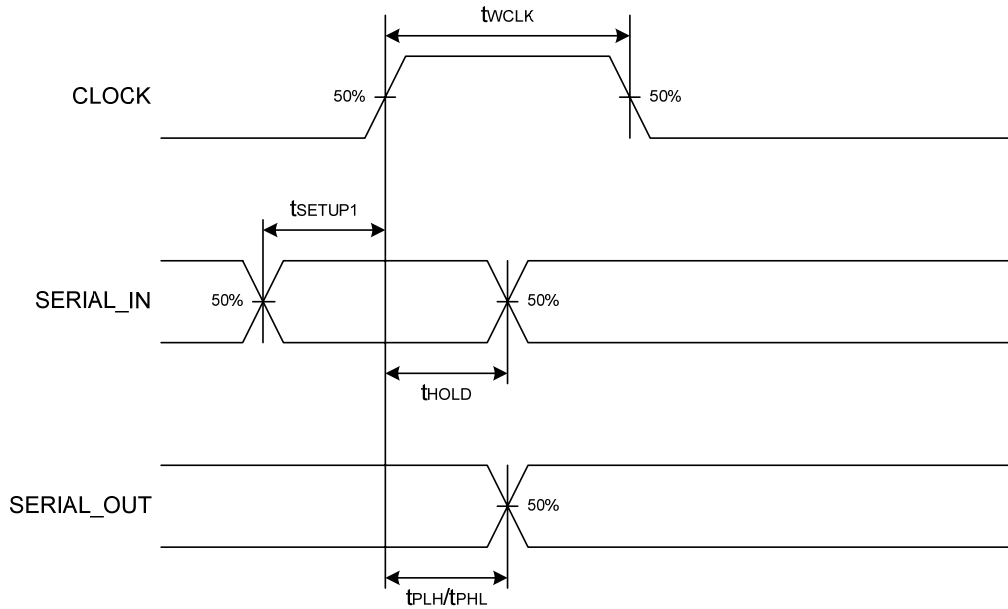 tWCLK
CLOCK
50%
50%
tSETUP1
SERIAL_IN
50%
50%
tHOLD
SERIAL_OUT
50%
tPLH/tPHL